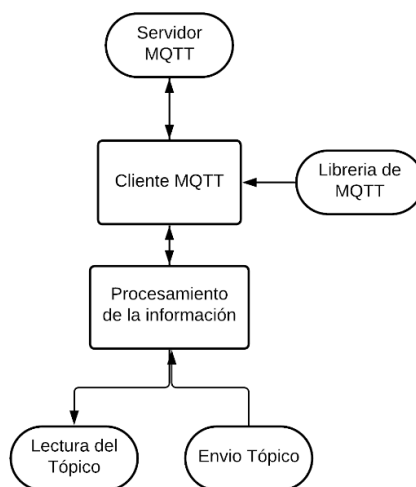 Servidor
MQTT
Cliente MQTT
Libreria de
MQTT
Procesamiento
de la información
Lectura del
Tópico
Envio Tópico